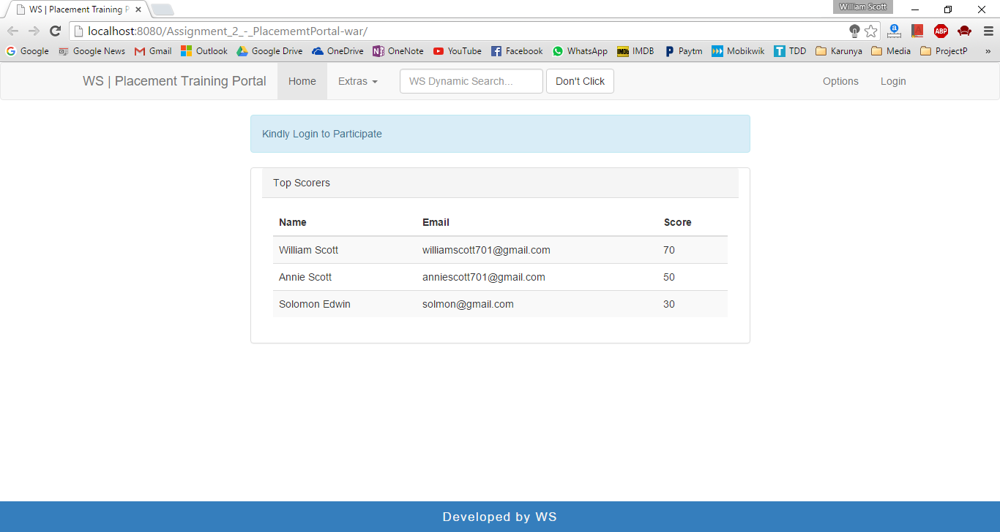 WS | Placement Training P
William Scott
localhost:8080/Assignment_2_-_PlacememtPortal-war/
Google Google News Gmail Outlook Google Drive OneDrive OneNote YouTube Facebook WhatsApp IMDB Paytm Mobikwik TDD Karunya Media ProjectP »
WS | Placement Training Portal Home Extras WS Dynamic Search... Don't Click Options Login
Kindly Login to Participate
Top Scorers
Name Email Score
William Scott williamscott701@gmail.com 70
Annie Scott anniescott701@gmail.com 50
Solomon Edwin solmon@gmail.com 30
Developed by WS